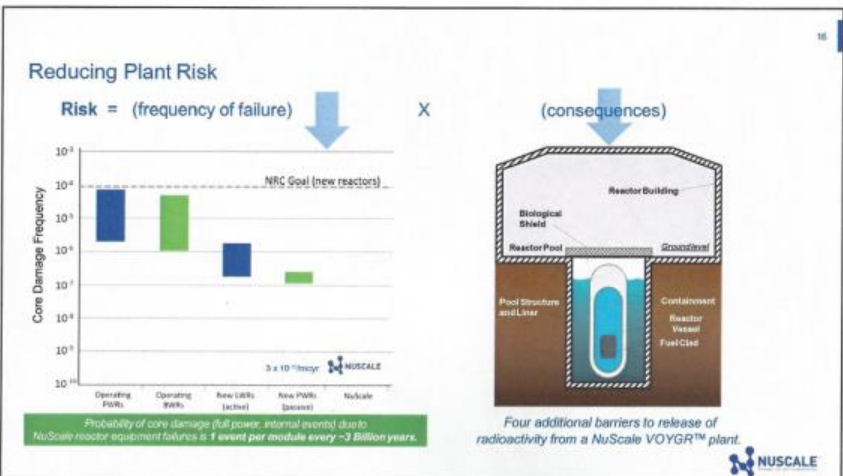 16
Reducing Plant Risk
Risk = (frequency of failure) X (consequences)
Core Damage Frequency
10-3
10-4
10-5
10-6
10-7
10-8
10-9
10-10
NRC Goal (new reactors)
3 x 10-10/mcyr
NUSCALE
Operating PWRs
Operating BWRs
New LWRs (active)
New PWRs (passive)
NuScale
Probability of core damage (full power, internal events) due to
NuScale reactor equipment failures is 1 event per module every ~3 Billion years.
Reactor Building
Biological
Shield
Reactor Pool
Ground level
Pool Structure
and Liner
Containment
Reactor
Vessel
Fuel Clad
Four additional barriers to release of
radioactivity from a NuScale VOYGR™ plant.
NUSCALE